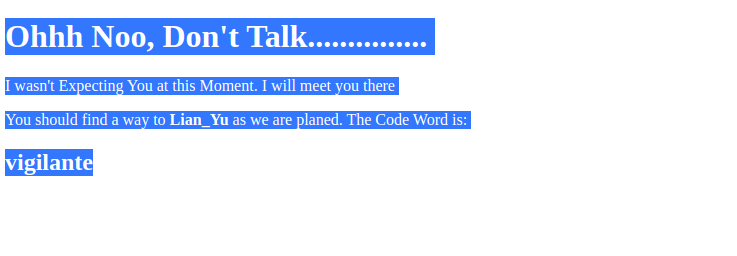 Ohhh Noo, Don't Talk...............
I wasn't Expecting You at this Moment. I will meet you there
You should find a way to Lian_Yu as we are planed. The Code Word is:
vigilante